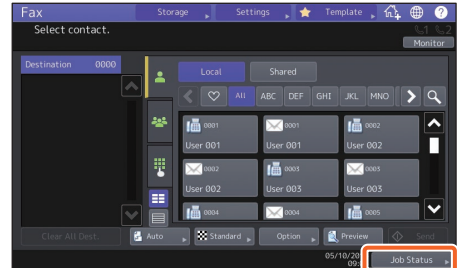 Fax Storage Settings Template ?
Select contact.
1 2
Monitor
Destination 0000
Local Shared
All ABC DEF GHI JKL MNO
0001 0001 0002
User 001 User 001 User 002
0002 0003 0003
User 002 User 003 User 003
0004 0004 0005
Clear All Dest. Auto Standard Option Preview Send
Job Status